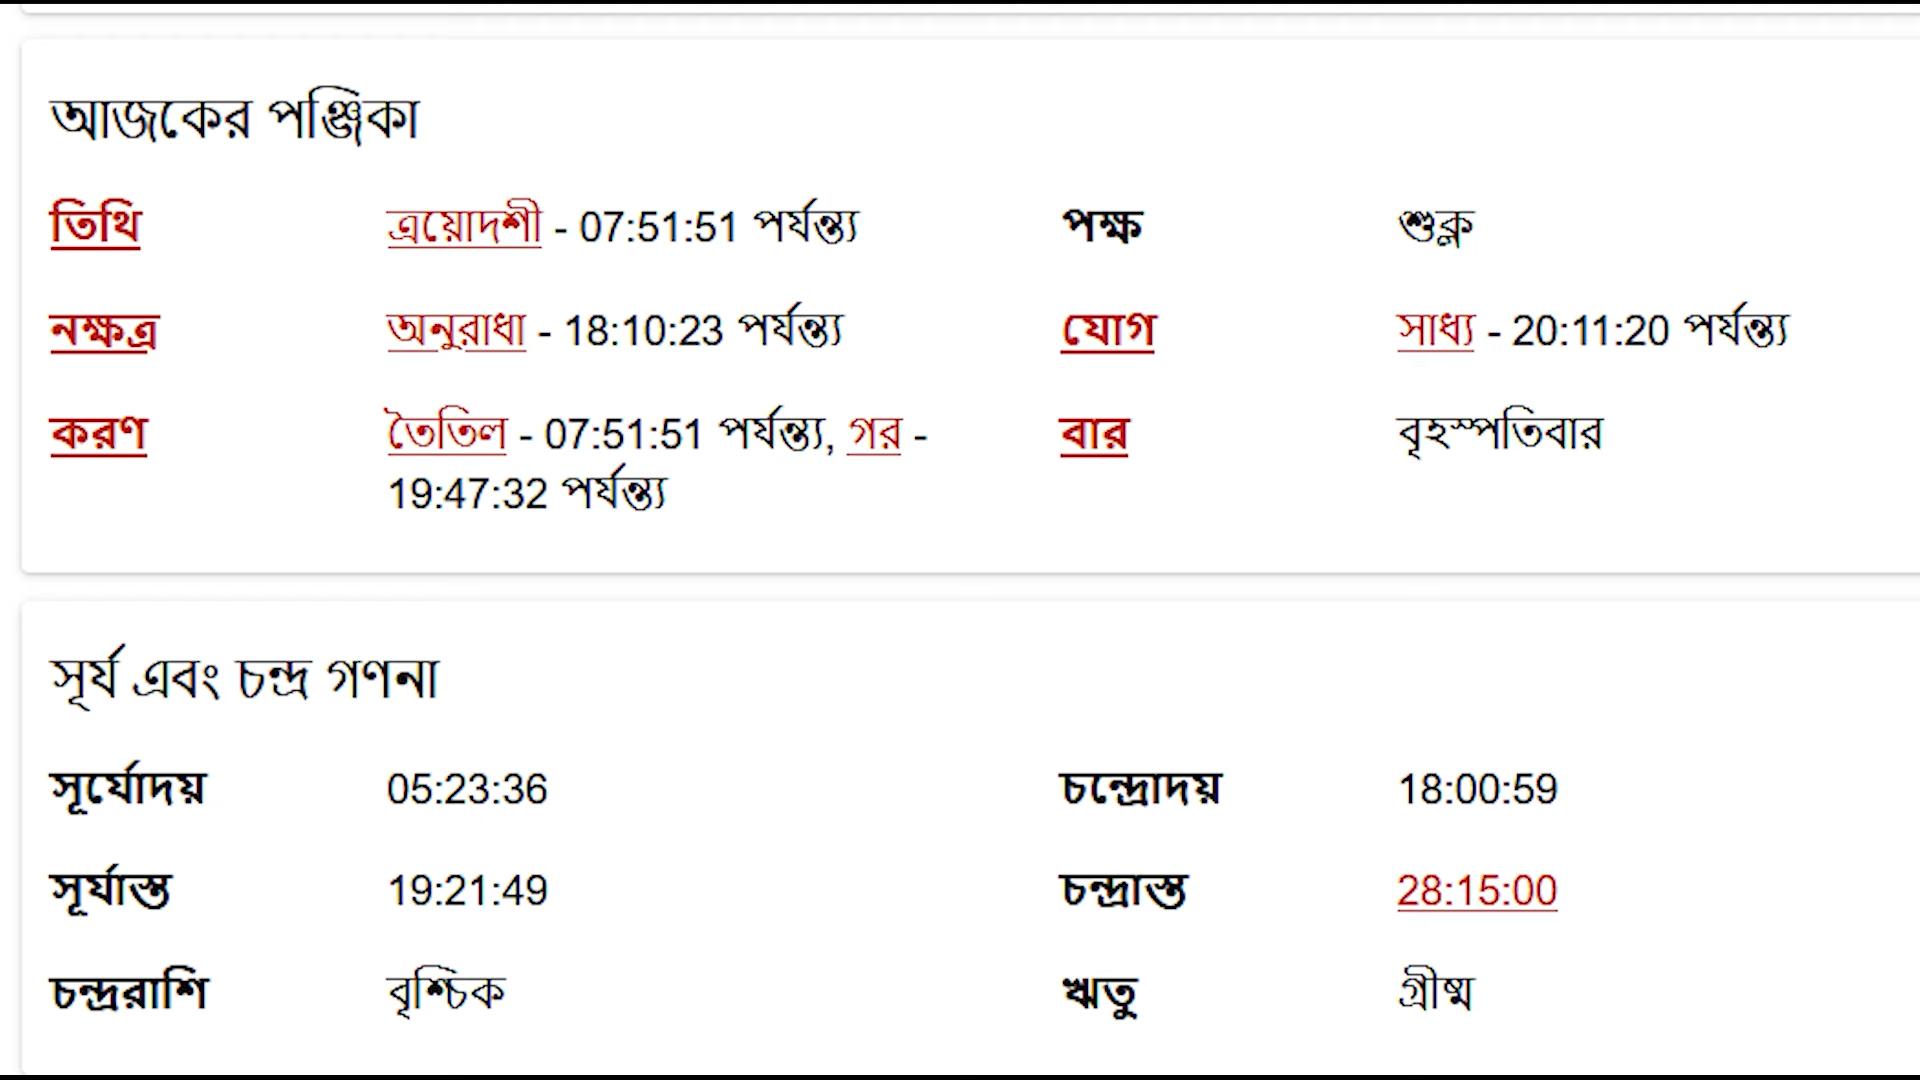 আজকের পঞ্জিকা
তিথি ত্রয়োদশী - 07:51:51 পর্যন্ত্য পক্ষ শুক্ল
নক্ষত্র অনুরাধা - 18:10:23 পর্যন্ত্য যোগ সাধ্য - 20:11:20 পর্যন্ত্য
করণ তৈতিল - 07:51:51 পর্যন্ত্য, গর - বার বৃহস্পতিবার
19:47:32 পর্যন্ত্য
সূর্য এবং চন্দ্র গণনা
সূর্যোদয় 05:23:36 চন্দ্রোদয় 18:00:59
সূর্যাস্ত 19:21:49 চন্দ্রাস্ত 28:15:00
চন্দ্ররাশি বৃশ্চিক ঋতু গ্রীষ্ম